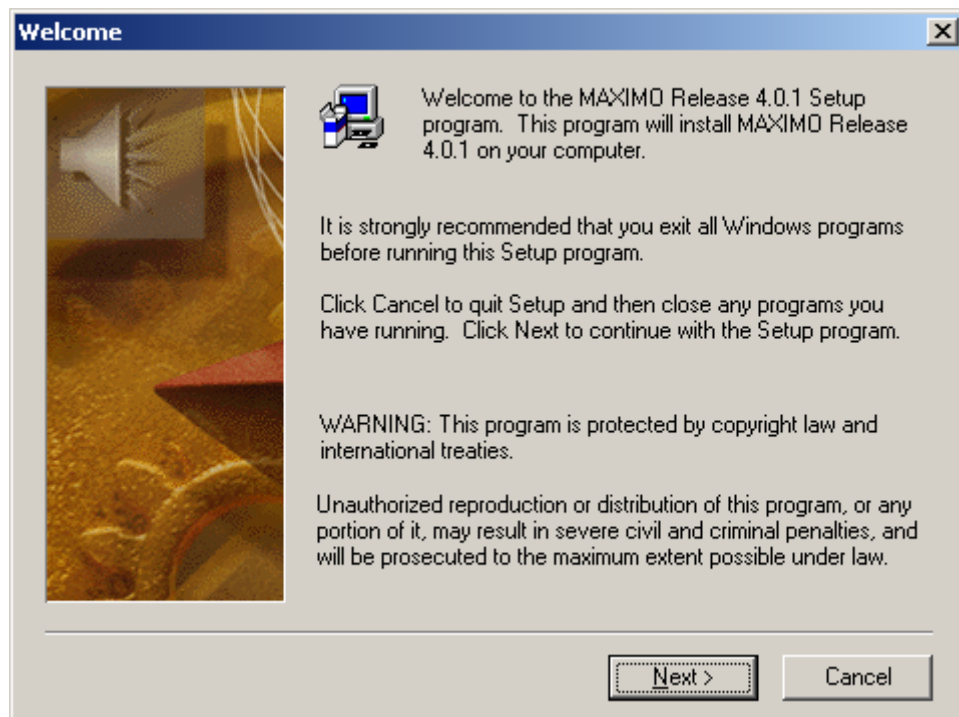 Welcome
Welcome to the MAXIMO Release 4.0.1 Setup
program. This program will install MAXIMO Release
4.0.1 on your computer.
It is strongly recommended that you exit all Windows programs
before running this Setup program.
Click Cancel to quit Setup and then close any programs you
have running. Click Next to continue with the Setup program.
WARNING: This program is protected by copyright law and
international treaties.
Unauthorized reproduction or distribution of this program, or any
portion of it, may result in severe civil and criminal penalties, and
will be prosecuted to the maximum extent possible under law.
Next >
Cancel